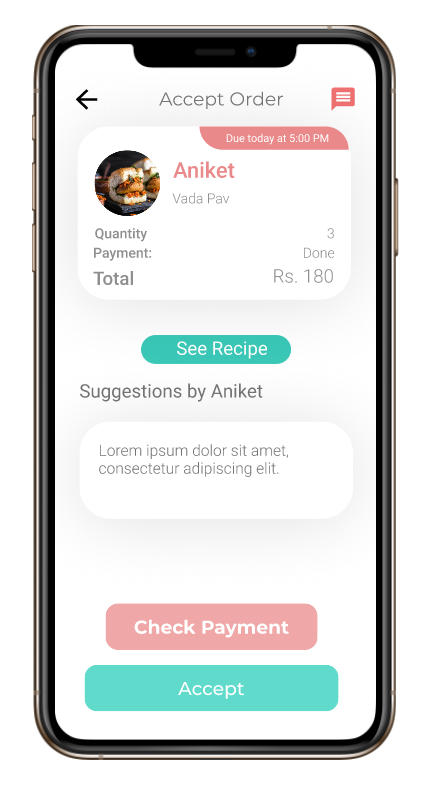 Accept Order
Due today at 5:00 PM
Aniket
Vada Pav
Quantity 3
Payment: Done
Total Rs. 180
See Recipe
Suggestions by Aniket
Lorem ipsum dolor sit amet,
consectetur adipiscing elit.
Check Payment
Accept